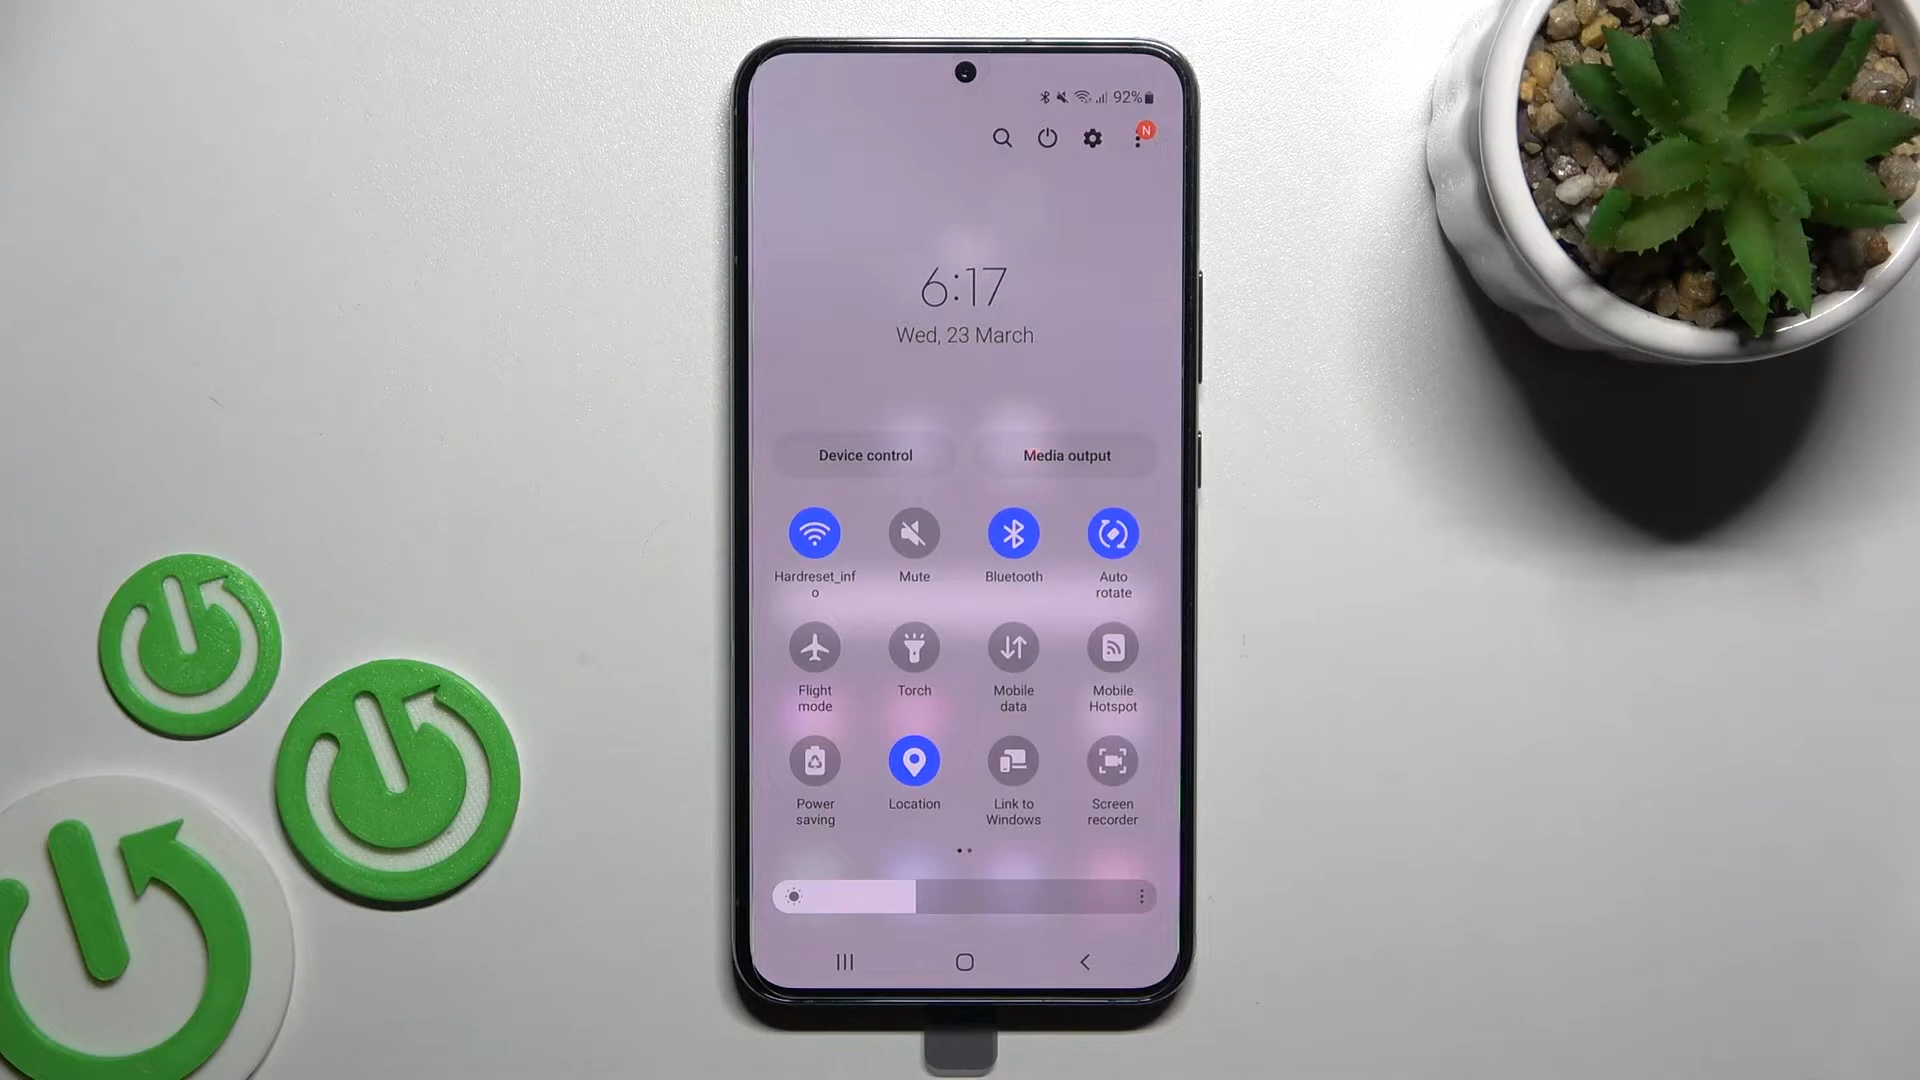 92%
N
6:17
Wed, 23 March
Device control
Media output
Hardreset_inf
o
Mute
Bluetooth
Auto
rotate
Flight
mode
Torch
Mobile
data
Mobile
Hotspot
Power
saving
Location
Link to
Windows
Screen
recorder